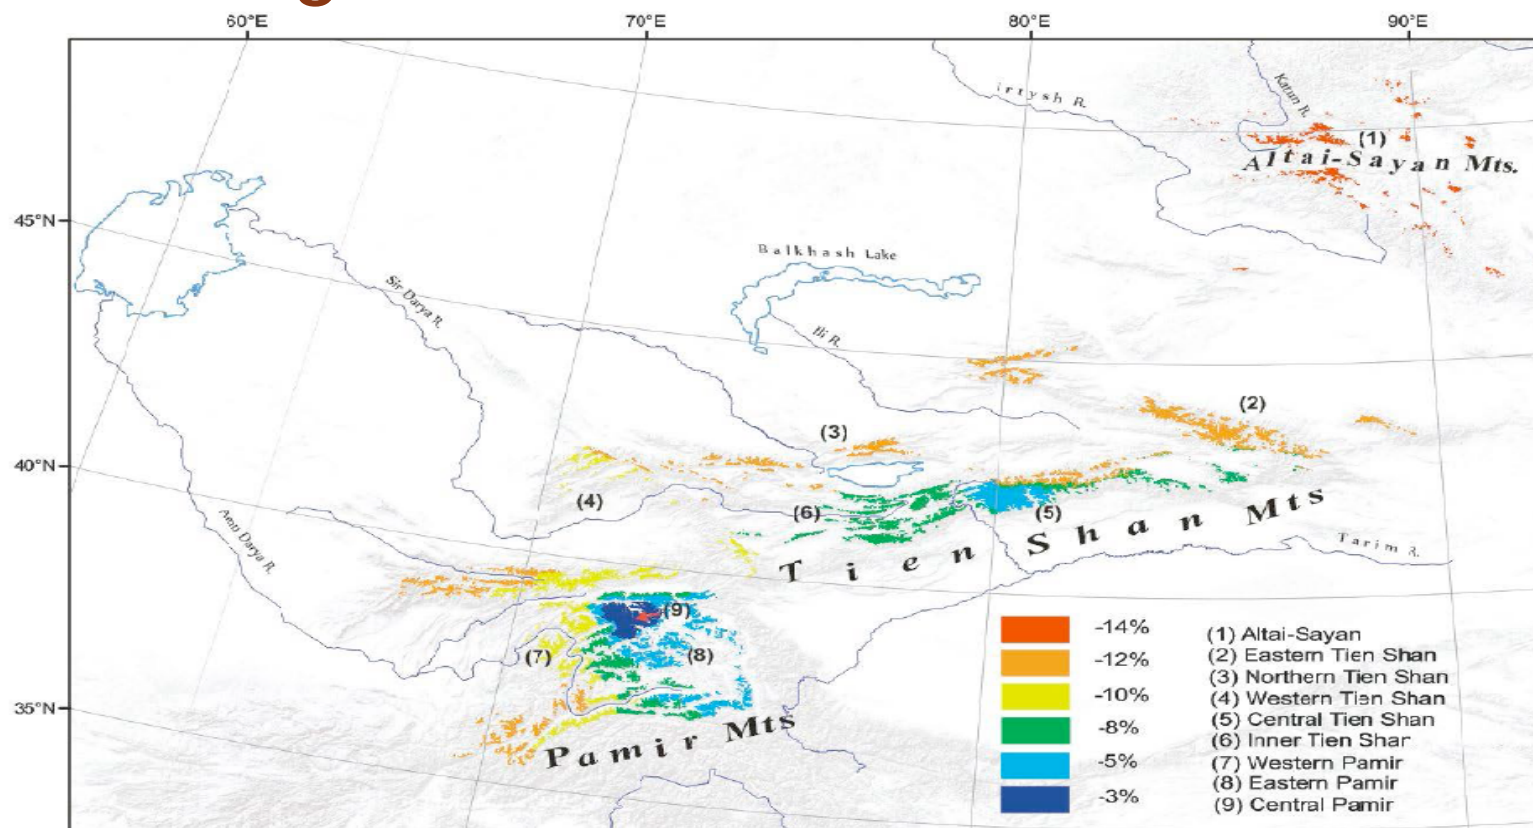 60°E 70°E 80°E 90°E
irtysh R.
Katun R.
(1)
Altai-Sayan Mts.
45°N
Balkhash Lake
Sir Darya R.
Ili R.
(2)
(3)
40°N
(4)
(6)
(5)
Amu Darya R.
Tien Shan Mts
Tarim R.
(9)
(7)
(8)
35°N
Pamir Mts
-14%
-12%
-10%
-8%
-5%
-3%
(1) Altai-Sayan
(2) Eastern Tien Shan
(3) Northern Tien Shan
(4) Western Tien Shan
(5) Central Tien Shan
(6) Inner Tien Shan
(7) Western Pamir
(8) Eastern Pamir
(9) Central Pamir